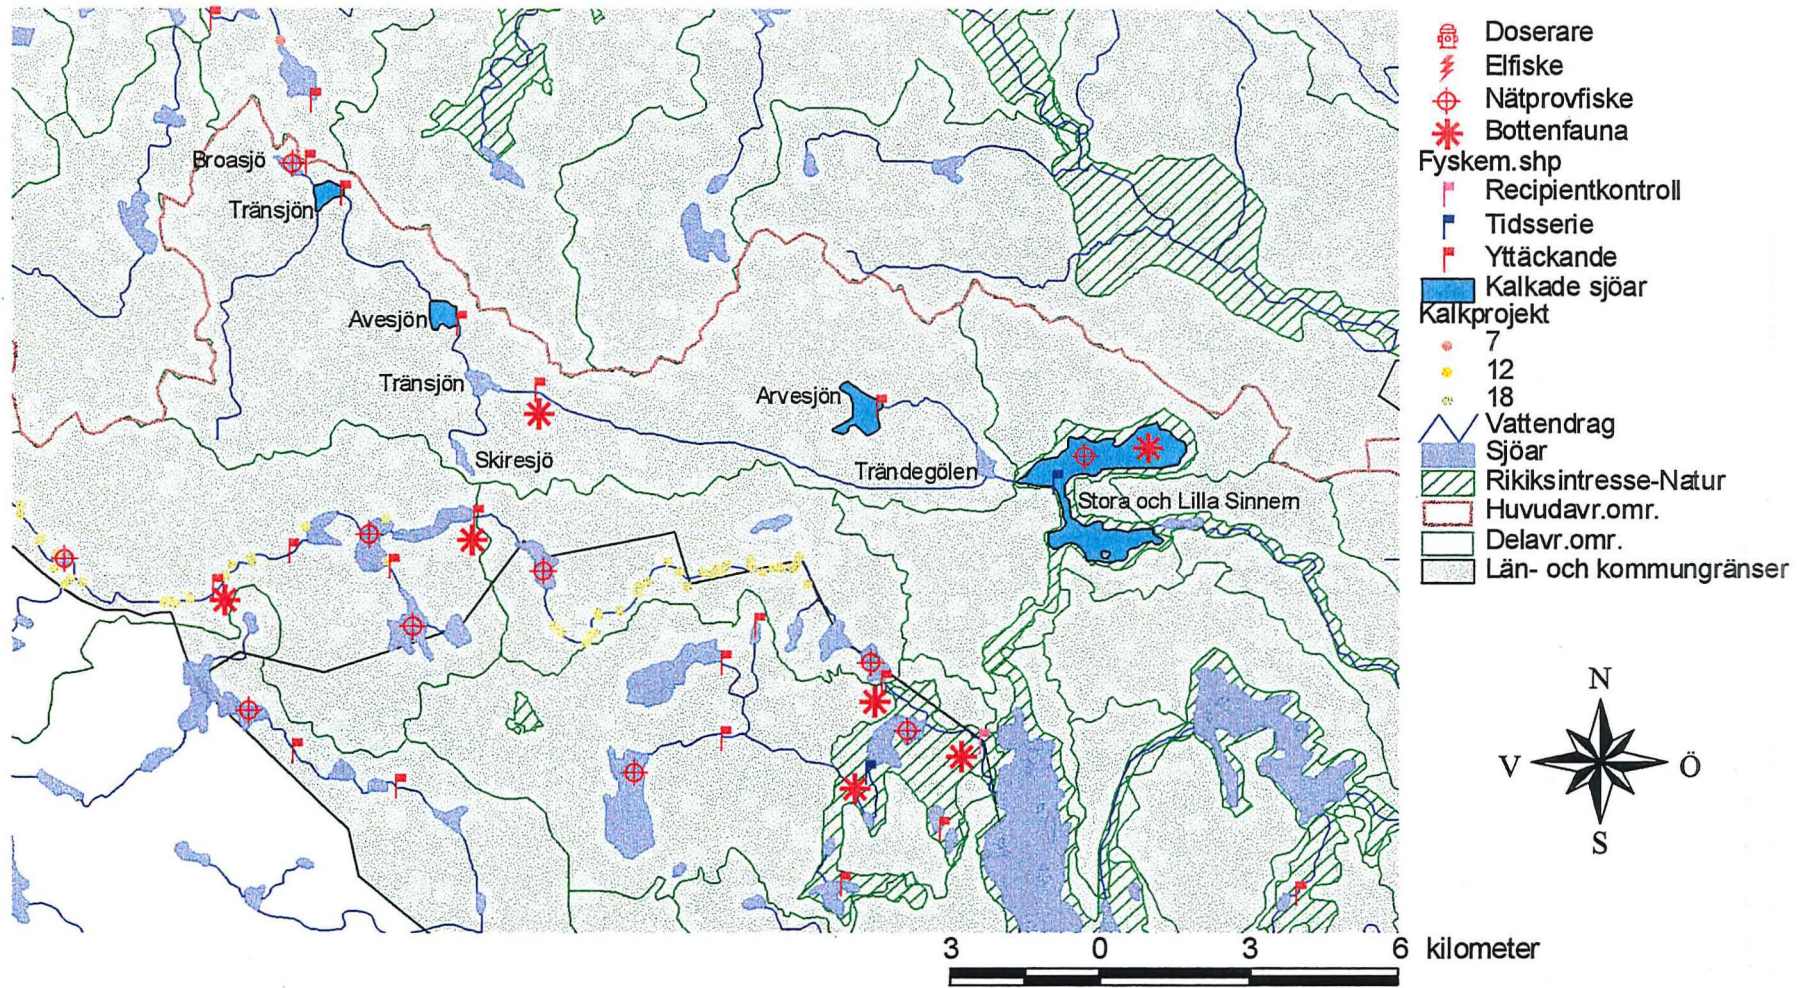 Broasjö
Tränsjön
Avesjön
Tränsjön
Skiresjö
Arvesjön
Trändegölen
Stora och Lilla Sinnern
Doserare
Elfiske
Nätprovfiske
Bottenfauna
Fyskem.shp
Recipientkontroll
Tidsserie
Yttäckande
Kalkade sjöar
Kalkprojekt
7
12
18
Vattendrag
Sjöar
Rikiksintresse-Natur
Huvudavr.omr.
Delavr.omr.
Län- och kommungränser
N
V Ö
S
3 0 3 6 kilometer